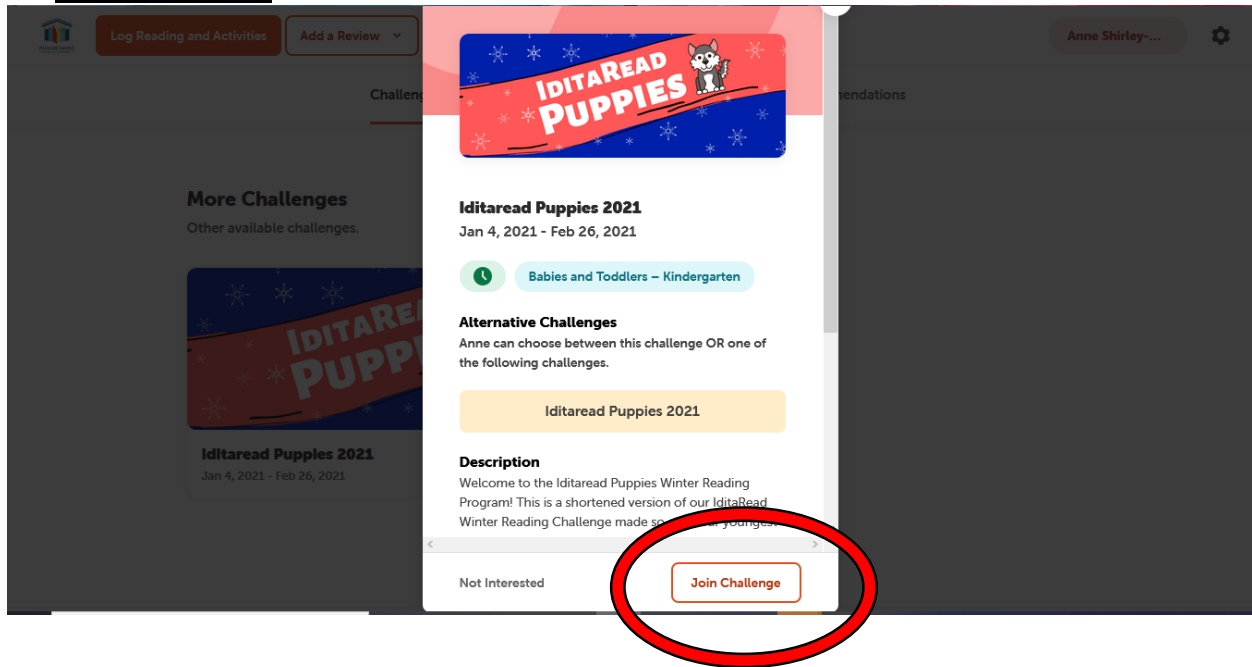 Log Reading and Activities
Add a Review
Anne Shirley-...
Challeng
endations
More Challenges
Other available challenges.
IDITAREAD
PUPPIES
Iditaread Puppies 2021
Jan 4, 2021 - Feb 26, 2021
IDITAREAD
PUPPIES
Iditaread Puppies 2021
Jan 4, 2021 - Feb 26, 2021
Babies and Toddlers – Kindergarten
Alternative Challenges
Anne can choose between this challenge OR one of
the following challenges.
Iditaread Puppies 2021
Description
Welcome to the Iditaread Puppies Winter Reading
Program! This is a shortened version of our IditaRead
Winter Reading Challenge made so youngest
Not Interested
Join Challenge